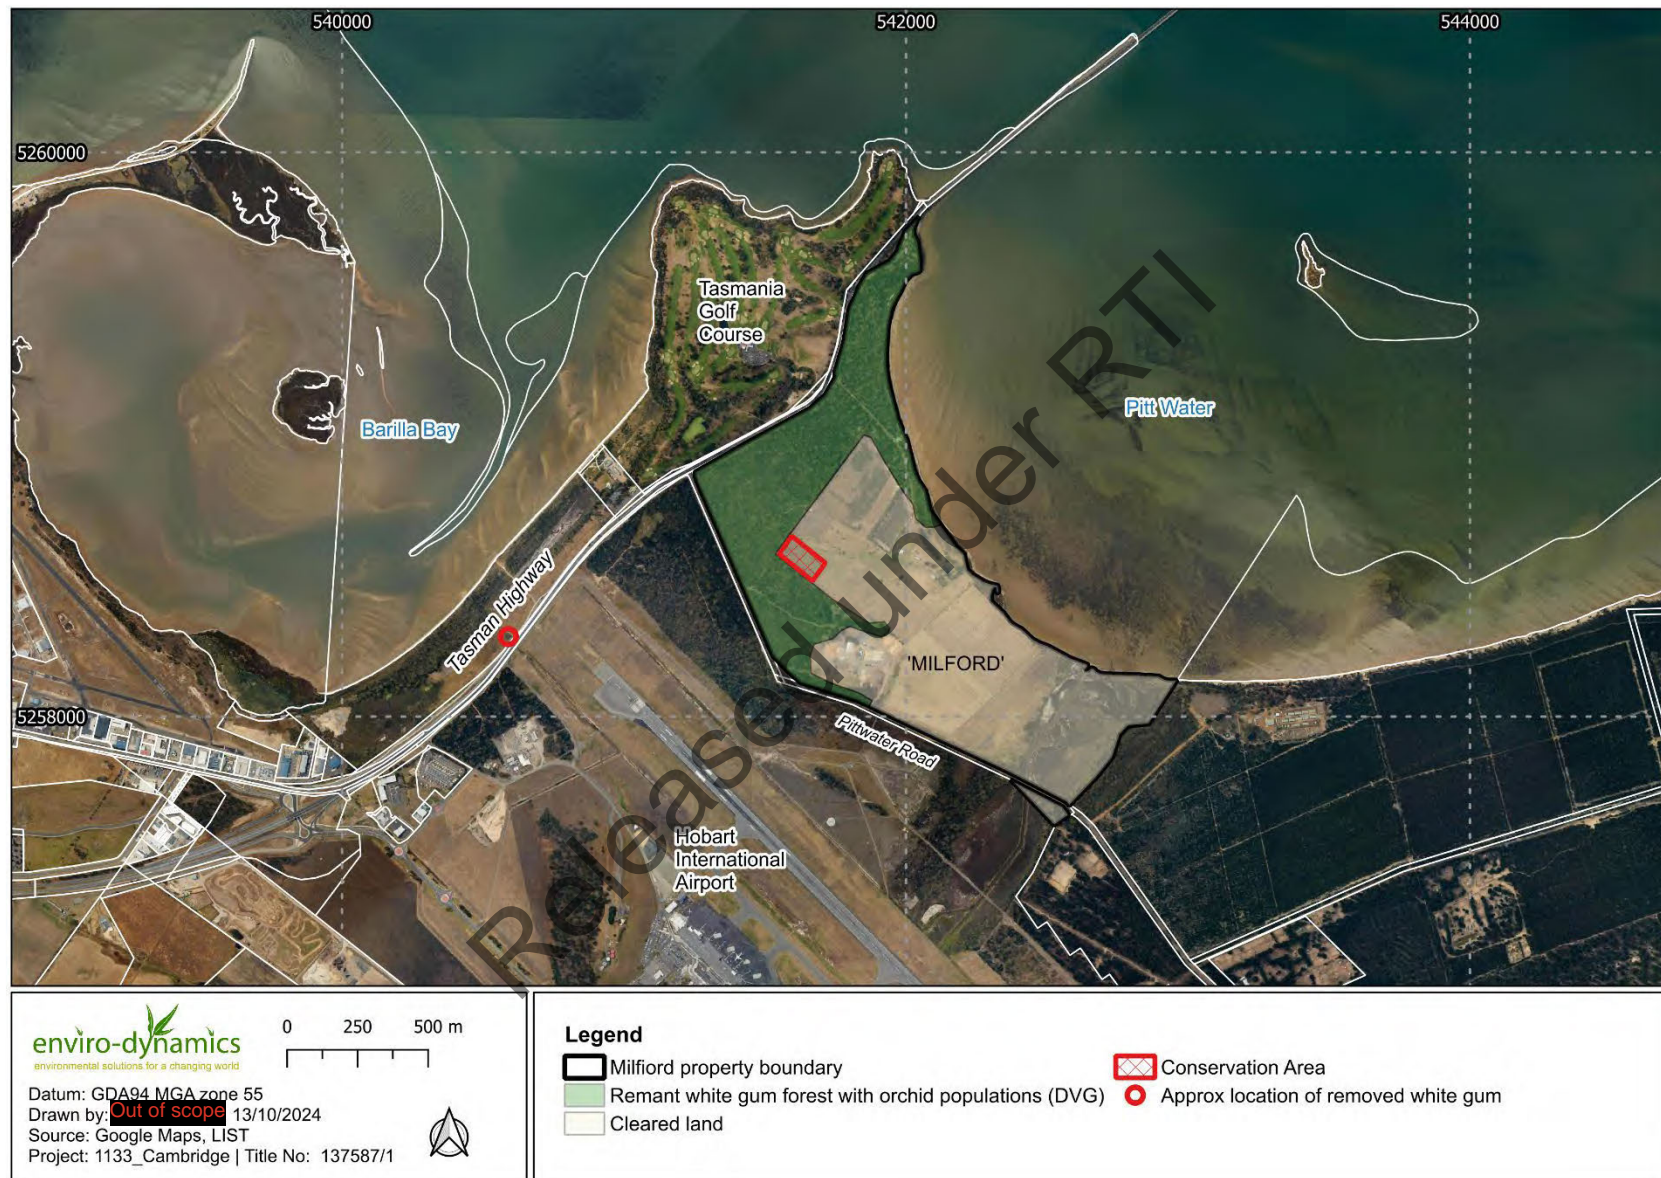 540000
542000
544000
5260000
Tasmania
Golf
Course
Barilla Bay
Pitt Water
Tasman Highway
'MILFORD'
5258000
Pittwater Road
Hobart
International
Airport
Released under RTI
enviro-dynamics
environmental solutions for a changing world
0 250 500 m
Datum: GDA94 MGA zone 55
Drawn by: Out of scope 13/10/2024
Source: Google Maps, LIST
Project: 1133_Cambridge | Title No: 137587/1
Legend
Milfiord property boundary
Remant white gum forest with orchid populations (DVG)
Cleared land
Conservation Area
Approx location of removed white gum